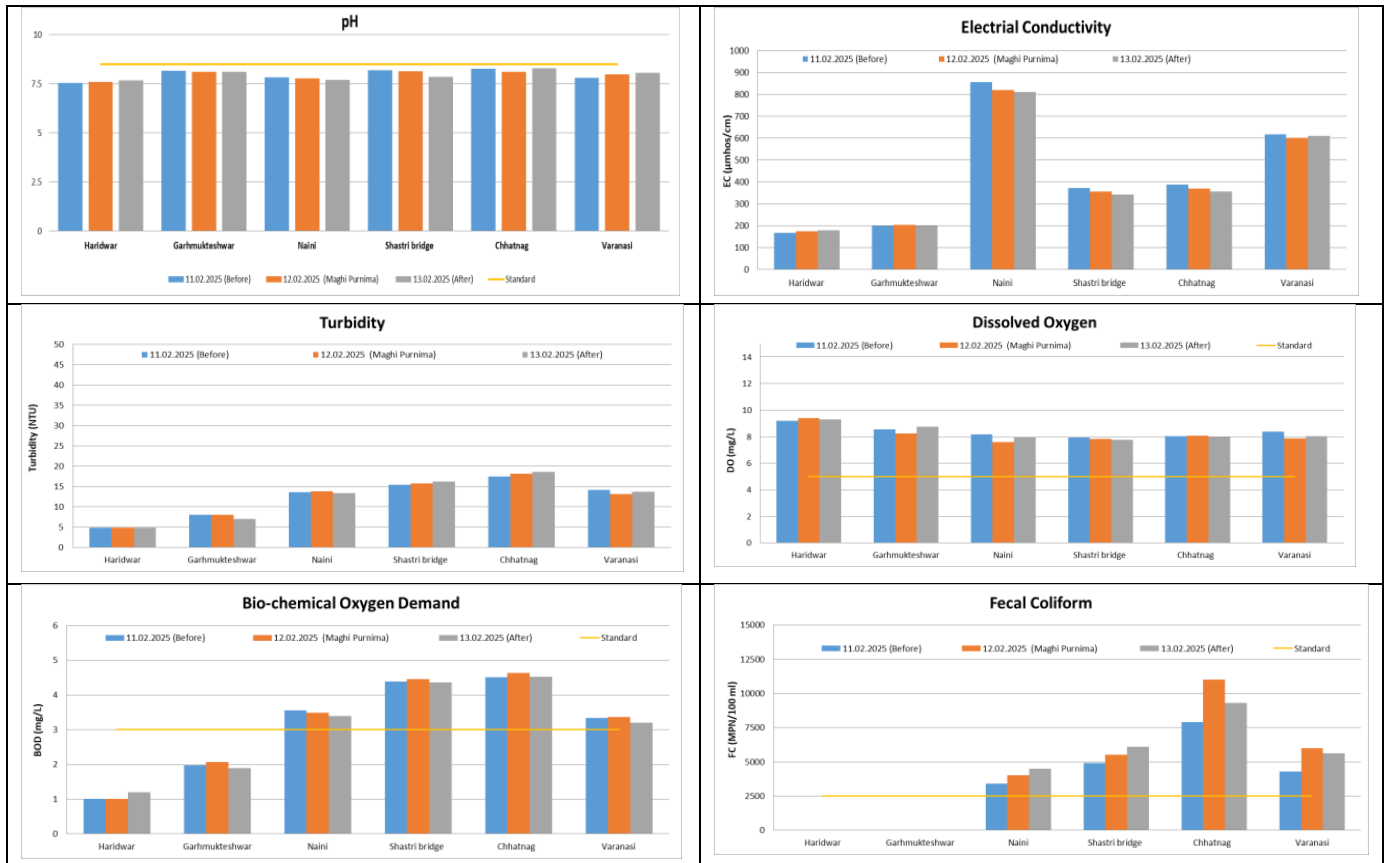 pH
10
7.5
5
2.5
0
Haridwar Garhmukteshwar Naini Shastri bridge Chhatnag Varanasi
11.02.2025 (Before) 12.02.2025 (Maghi Purnima) 13.02.2025 (After) Standard
Electrial Conductivity
11.02.2025 (Before) 12.02.2025 (Maghi Purnima) 13.02.2025 (After)
EC (µmhos/cm)
1000
900
800
700
600
500
400
300
200
100
0
Haridwar Garhmukteshwar Naini Shastri bridge Chhatnag Varanasi
Turbidity
11.02.2025 (Before) 12.02.2025 (Maghi Purnima) 13.02.2025 (After)
Turbidity (NTU)
50
45
40
35
30
25
20
15
10
5
0
Haridwar Garhmukteshwar Naini Shastri bridge Chhatnag Varanasi
Dissolved Oxygen
11.02.2025 (Before) 12.02.2025 (Maghi Purnima) 13.02.2025 (After) Standard
DO (mg/L)
14
12
10
8
6
4
2
0
Haridwar Garhmukteshwar Naini Shastri bridge Chhatnag Varanasi
Bio-chemical Oxygen Demand
11.02.2025 (Before) 12.02.2025 (Maghi Purnima) 13.02.2025 (After) Standard
BOD (mg/L)
6
5
4
3
2
1
0
Haridwar Garhmukteshwar Naini Shastri bridge Chhatnag Varanasi
Fecal Coliform
11.02.2025 (Before) 12.02.2025 (Maghi Purnima) 13.02.2025 (After) Standard
FC (MPN/100 ml)
15000
12500
10000
7500
5000
2500
0
Haridwar Garhmukteshwar Naini Shastri bridge Chhatnag Varanasi